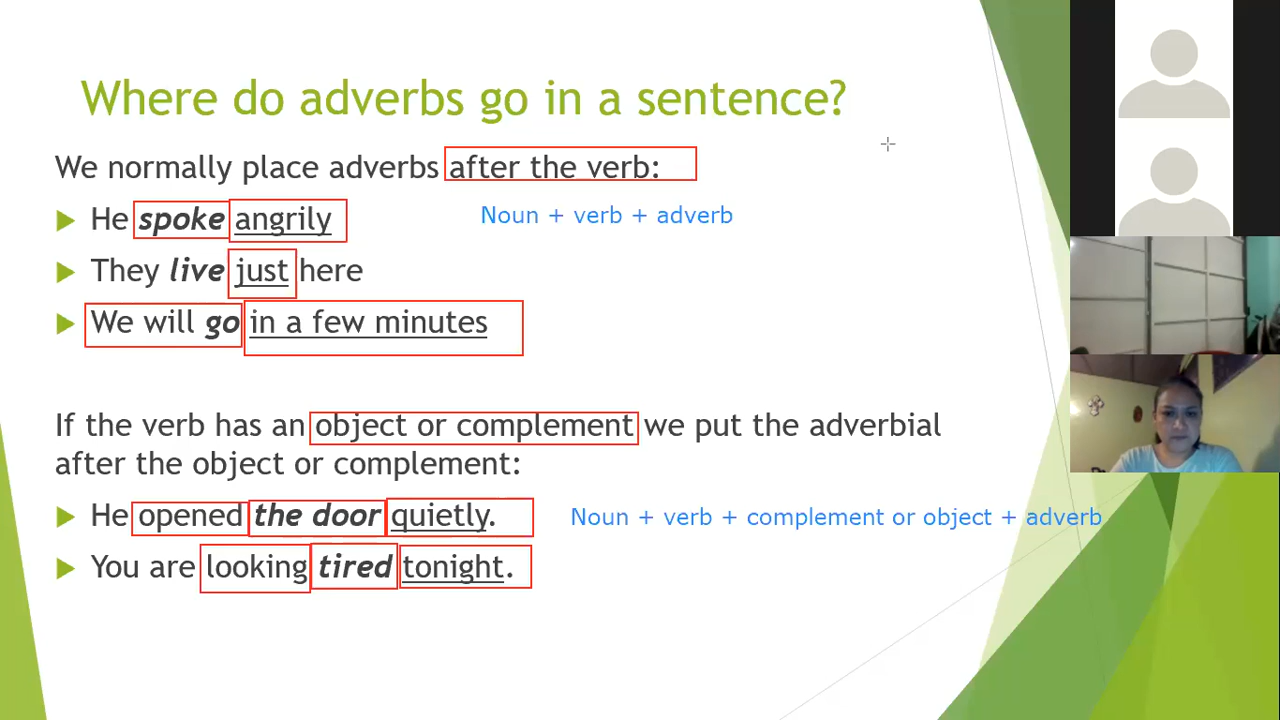 Where do adverbs go in a sentence?
We normally place adverbs after the verb:
He spoke angrily
Noun + verb + adverb
They live just here
We will go in a few minutes
If the verb has an object or complement we put the adverbial
after the object or complement:
He opened the door quietly.
Noun + verb + complement or object + adverb
You are looking tired tonight.